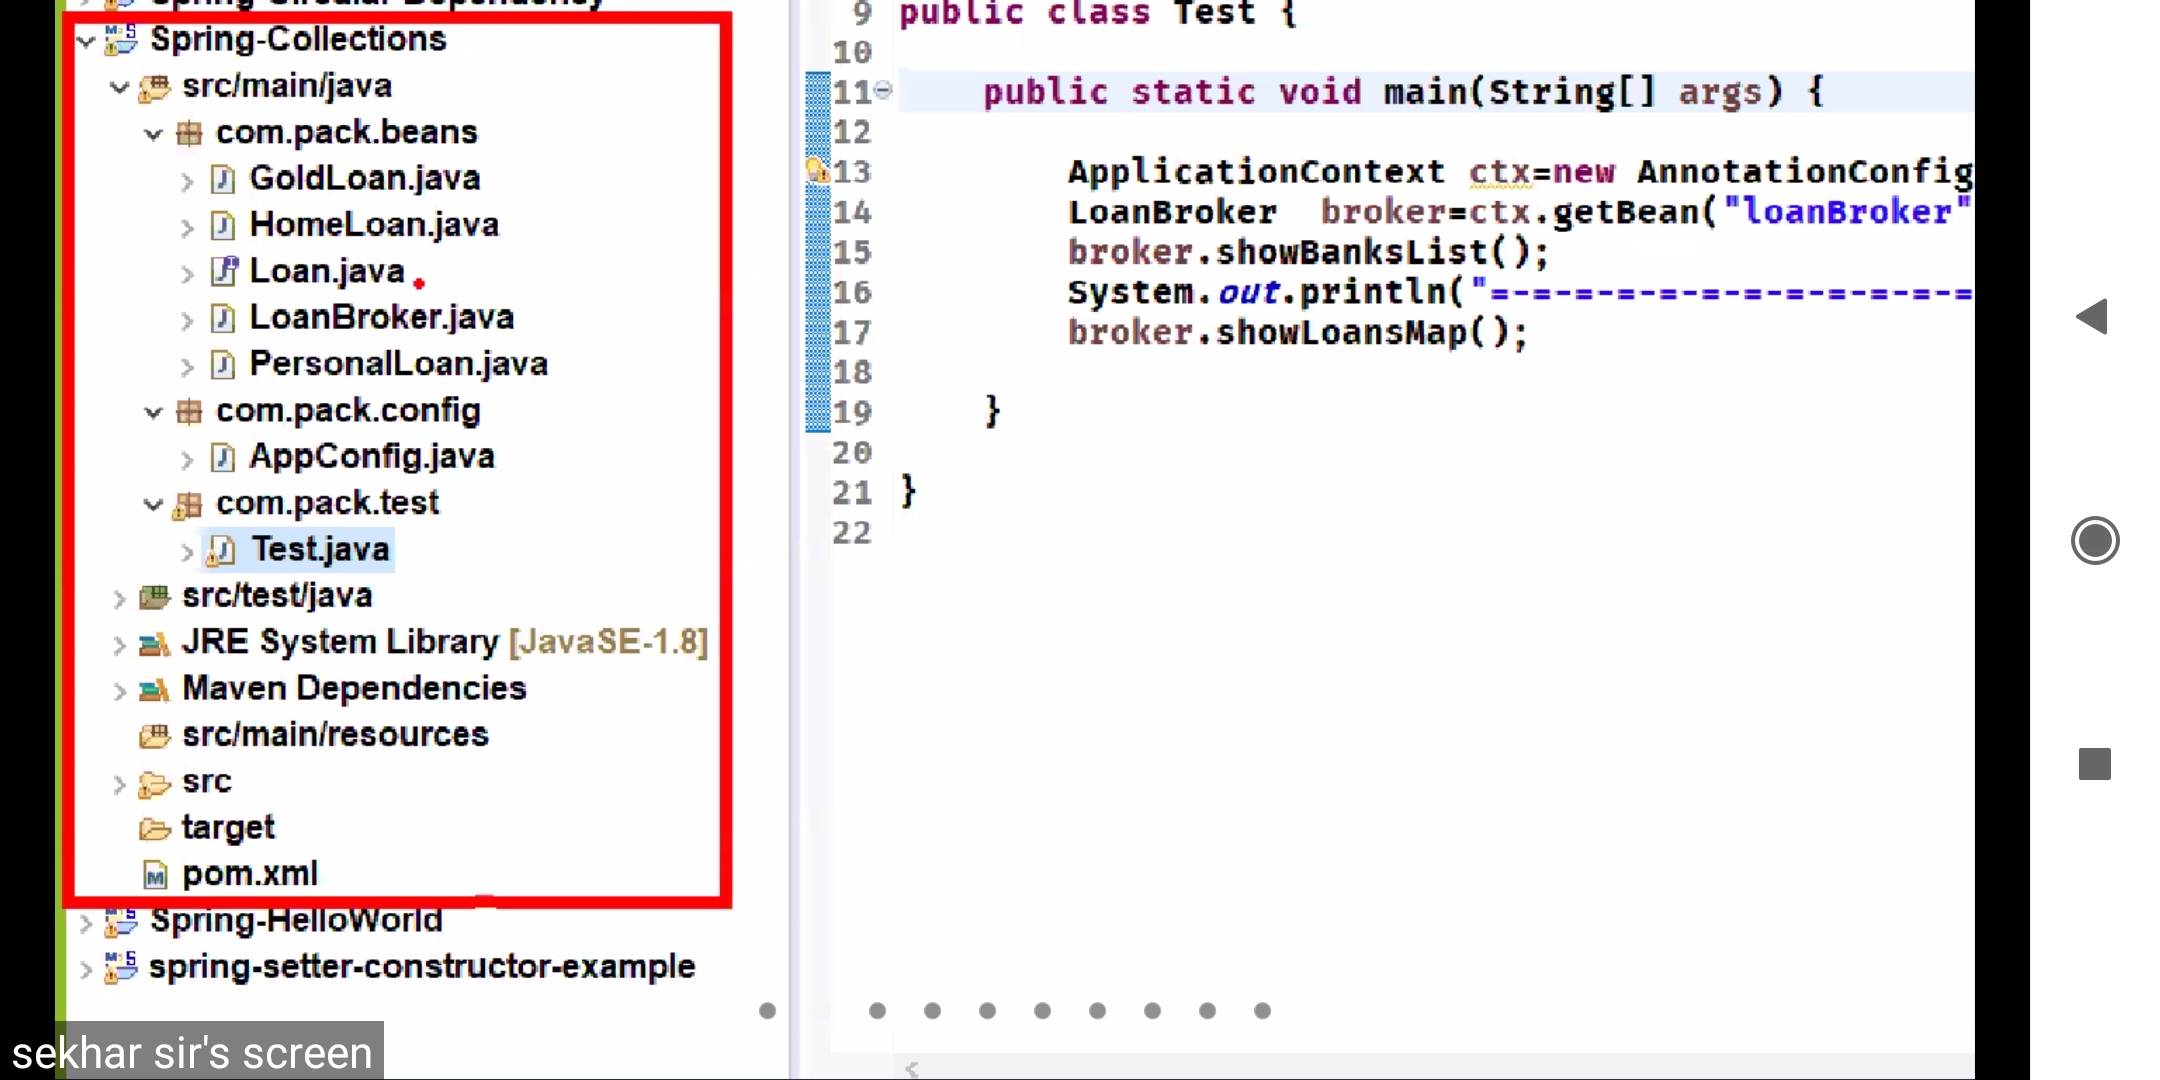 Spring-Circular-Dependency
Spring-Collections
src/main/java
com.pack.beans
GoldLoan.java
HomeLoan.java
Loan.java
LoanBroker.java
PersonalLoan.java
com.pack.config
AppConfig.java
com.pack.test
Test.java
src/test/java
JRE System Library [JavaSE-1.8]
Maven Dependencies
src/main/resources
src
target
pom.xml
Spring-HelloWorld
spring-setter-constructor-example
sekhar sir's screen
9 public class Test {
10
11 public static void main(String[] args) {
12
13 ApplicationContext ctx=new AnnotationConfig
14 LoanBroker broker=ctx.getBean("loanBroker"
15 broker.showBanksList();
16 System.out.println("=-=-=-=-=-=-=-=-=-=-=-=
17 broker.showLoansMap();
18
19 }
20
21 }
22